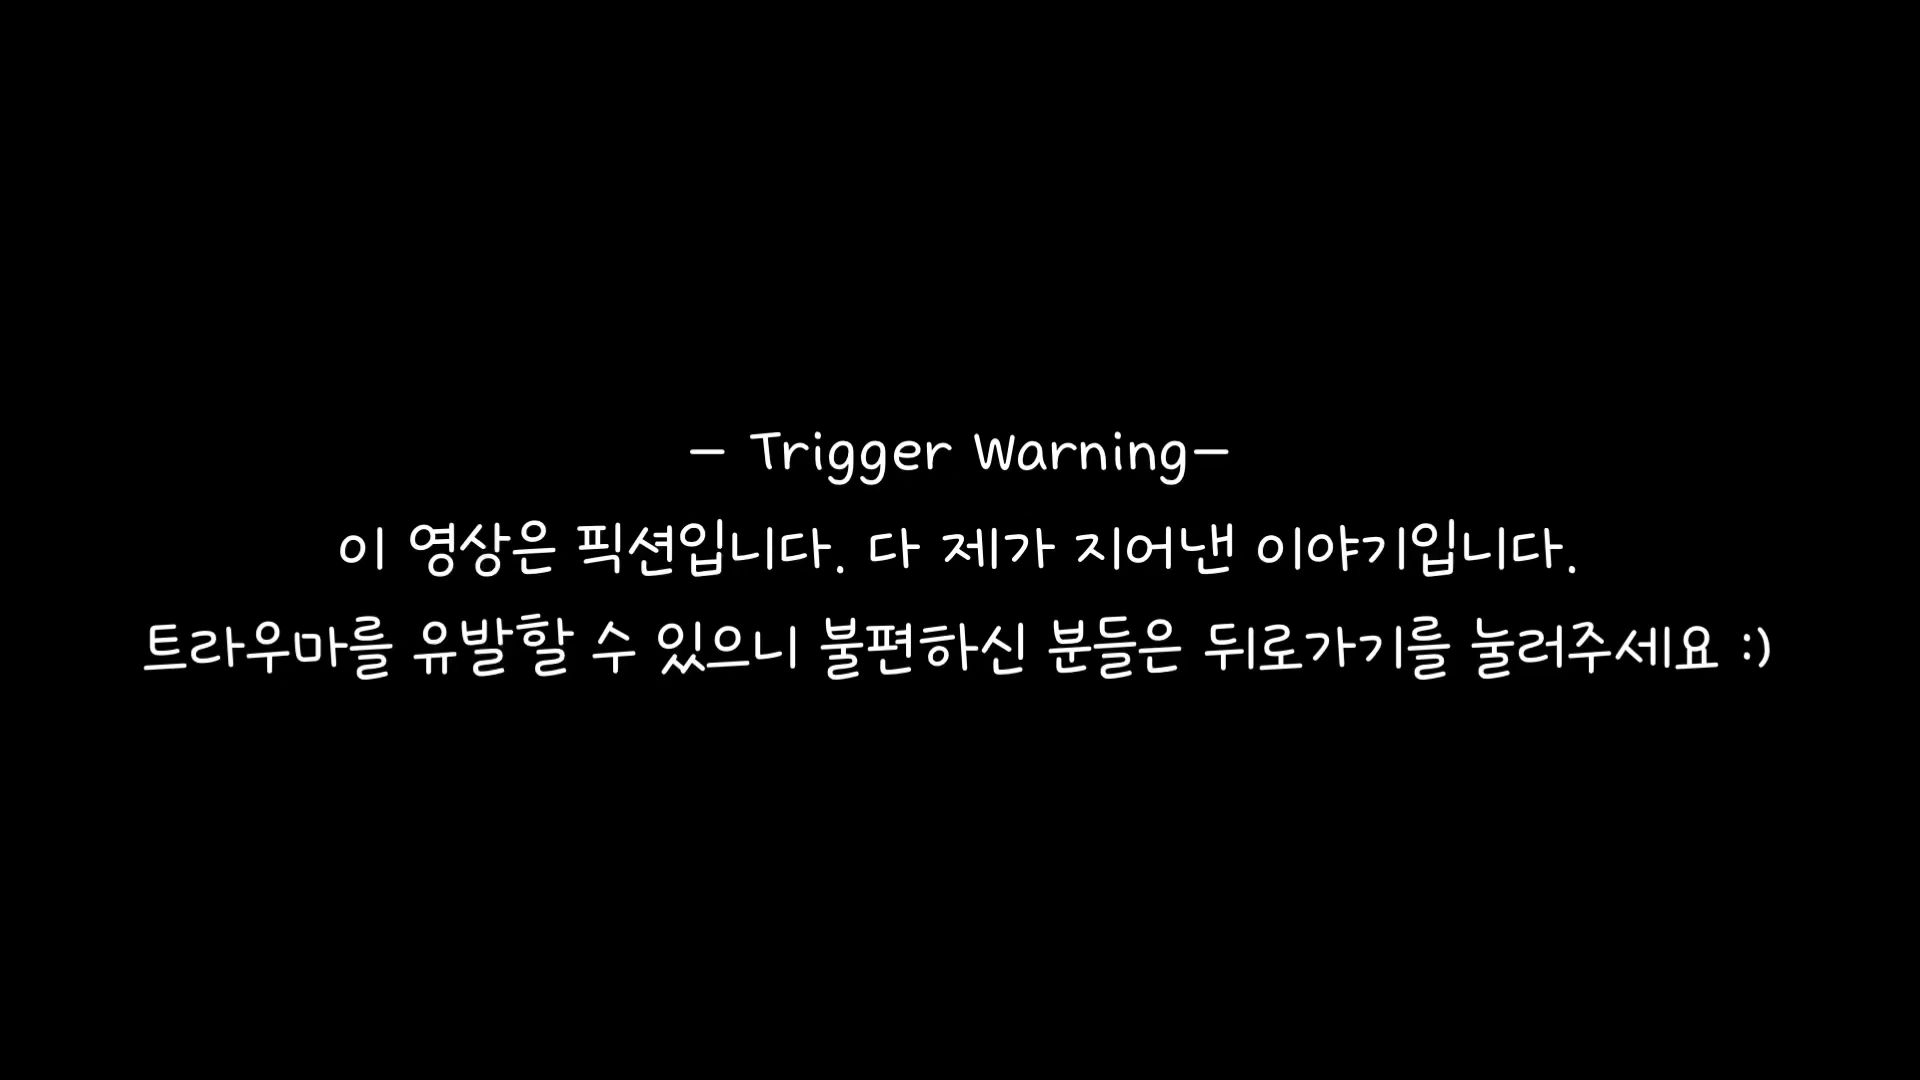 - Trigger Warning-
이 영상은 픽션입니다. 다 제가 지어낸 이야기입니다.
트라우마를 유발할 수 있으니 불편하신 분들은 뒤로가기를 눌러주세요 :)